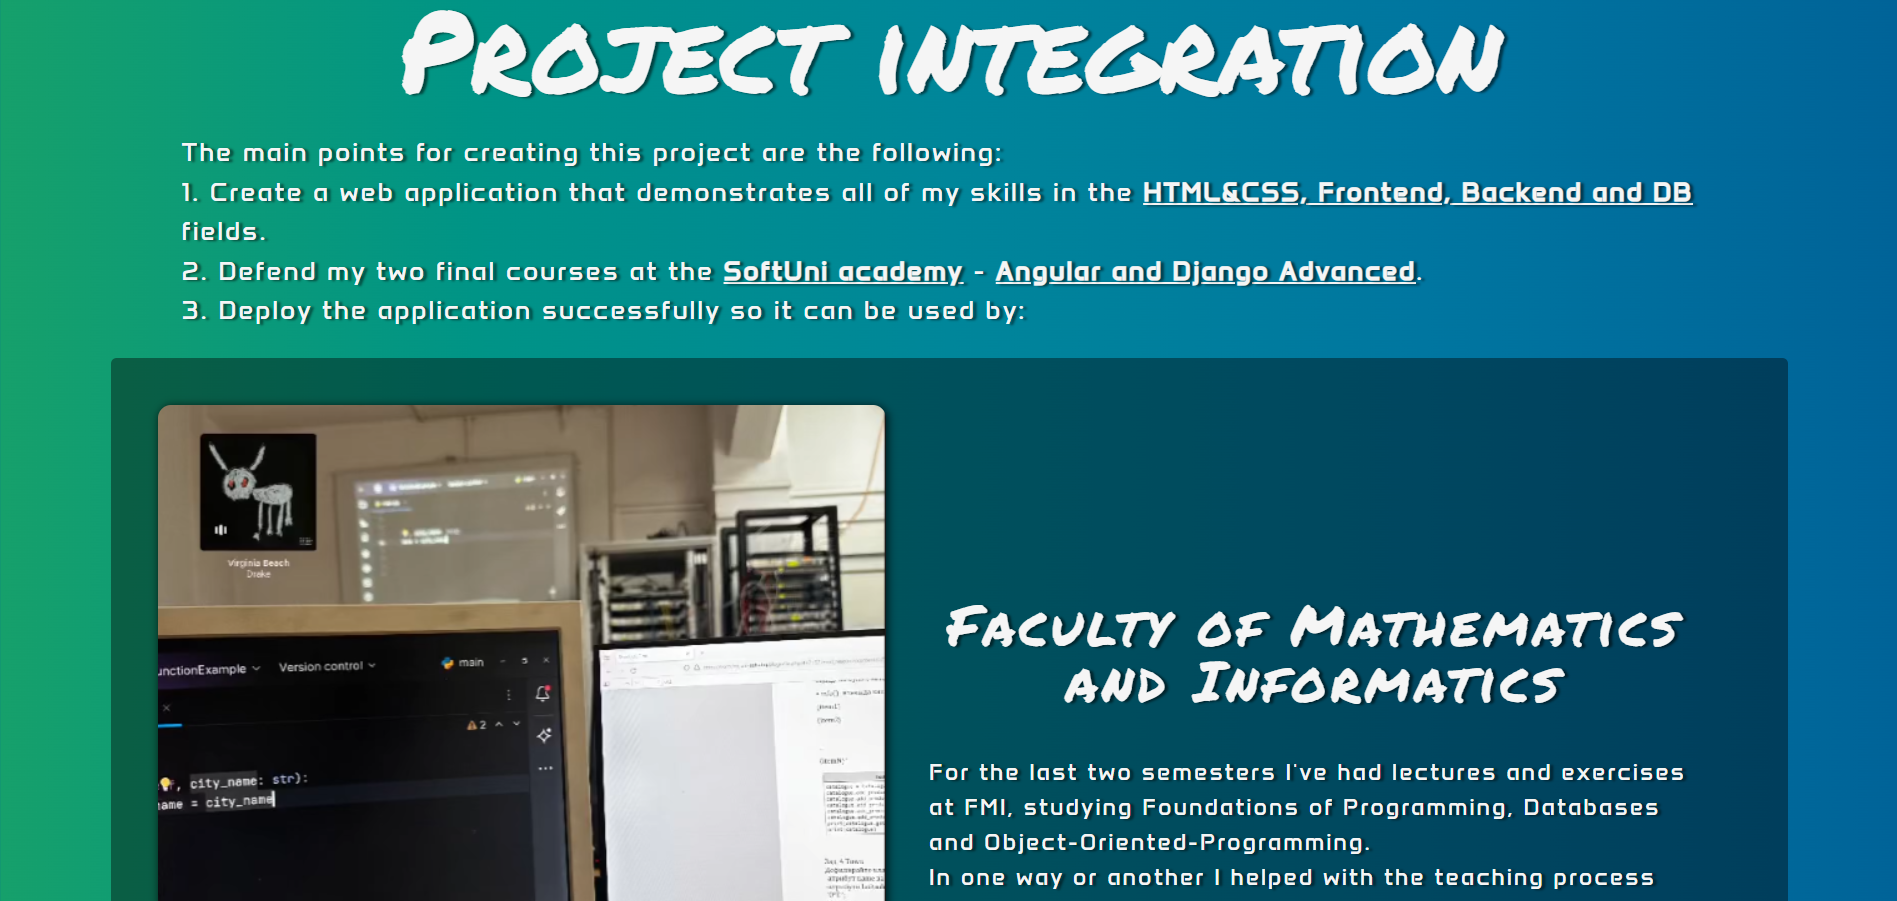 Project integration
The main points for creating this project are the following:
1. Create a web application that demonstrates all of my skills in the HTML&CSS, Frontend, Backend and DB
fields.
2. Defend my two final courses at the SoftUni academy - Angular and Django Advanced.
3. Deploy the application successfully so it can be used by:
Virginia Beach
Drake
unctionExample
Version control
main
2
city_name: str):
name = city_name
Faculty of Mathematics
and Informatics
For the last two semesters I've had lectures and exercises
at FMI, studying Foundations of Programming, Databases
and Object-Oriented-Programming.
In one way or another I helped with the teaching process